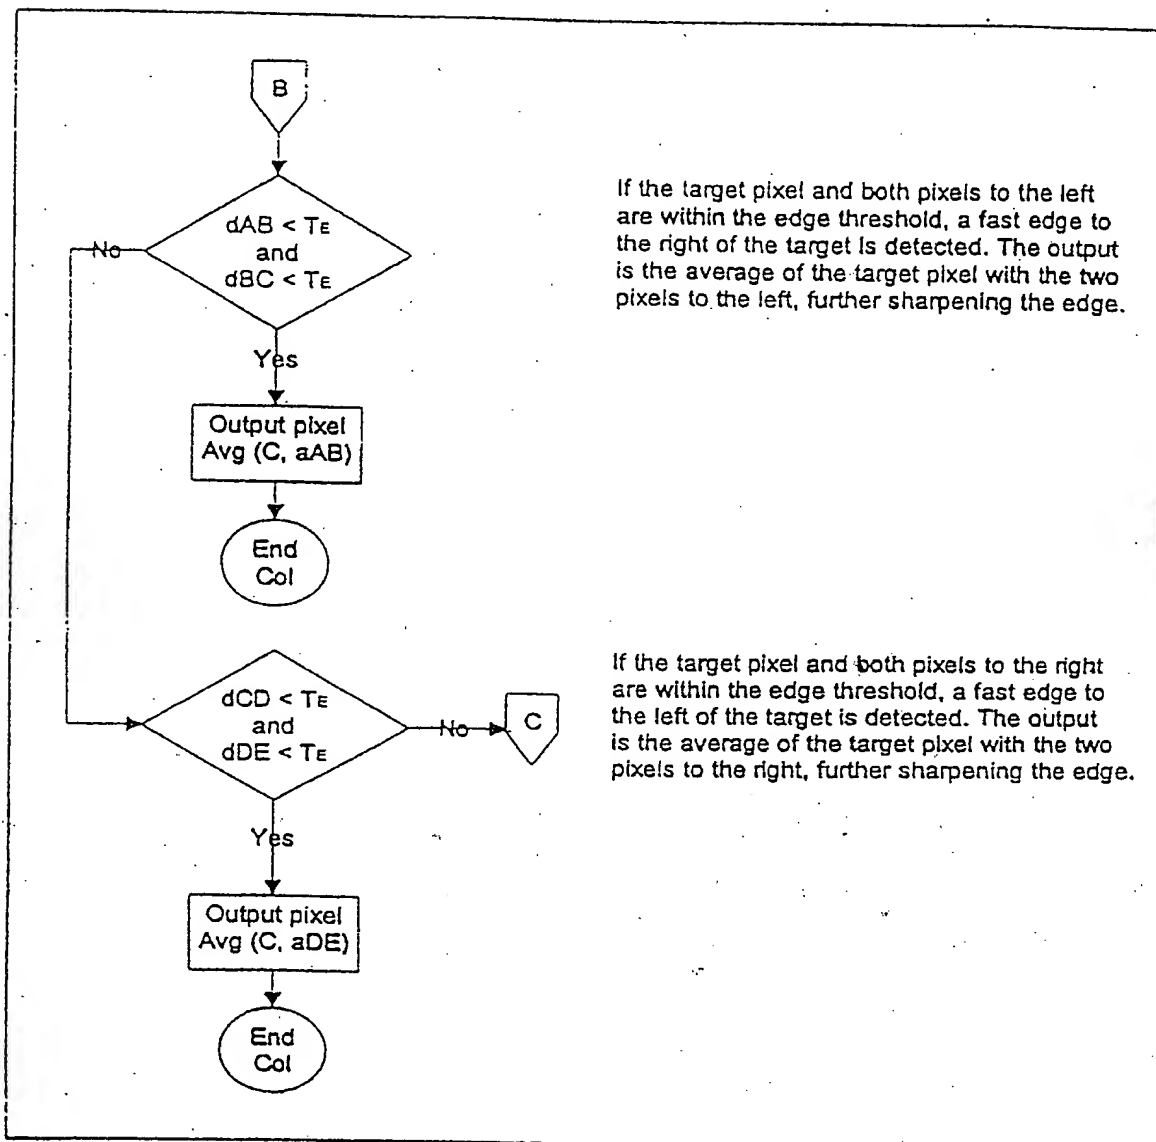 B
dAB < TE
and
dBC < TE
No
Yes
Output pixel
Avg (C, aAB)
End
Col
If the target pixel and both pixels to the left
are within the edge threshold, a fast edge to
the right of the target is detected. The output
is the average of the target pixel with the two
pixels to the left, further sharpening the edge.
dCD < TE
and
dDE < TE
No
C
Yes
Output pixel
Avg (C, aDE)
End
Col
If the target pixel and both pixels to the right
are within the edge threshold, a fast edge to
the left of the target is detected. The output
is the average of the target pixel with the two
pixels to the right, further sharpening the edge.